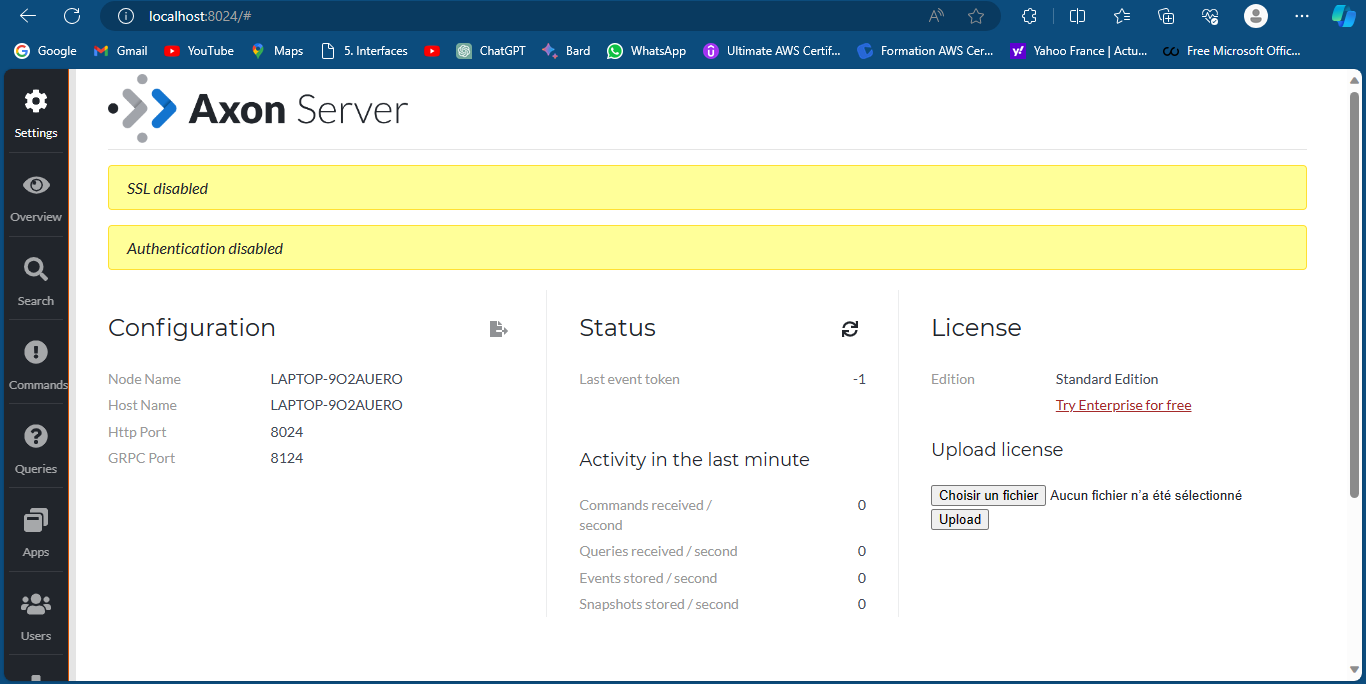 localhost:8024/#
Google
Gmail
YouTube
Maps
5. Interfaces
ChatGPT
Bard
WhatsApp
Ultimate AWS Certif...
Formation AWS Cer...
Yahoo France | Actu...
Free Microsoft Offic...
Settings
Overview
Search
Commands
Queries
Apps
Users
Axon Server
SSL disabled
Authentication disabled
Configuration
Node Name LAPTOP-9O2AUERO
Host Name LAPTOP-9O2AUERO
Http Port 8024
GRPC Port 8124
Status
Last event token -1
Activity in the last minute
Commands received / 0
second
Queries received / second 0
Events stored / second 0
Snapshots stored / second 0
License
Edition Standard Edition
Try Enterprise for free
Upload license
Choisir un fichier Aucun fichier n'a été sélectionné
Upload